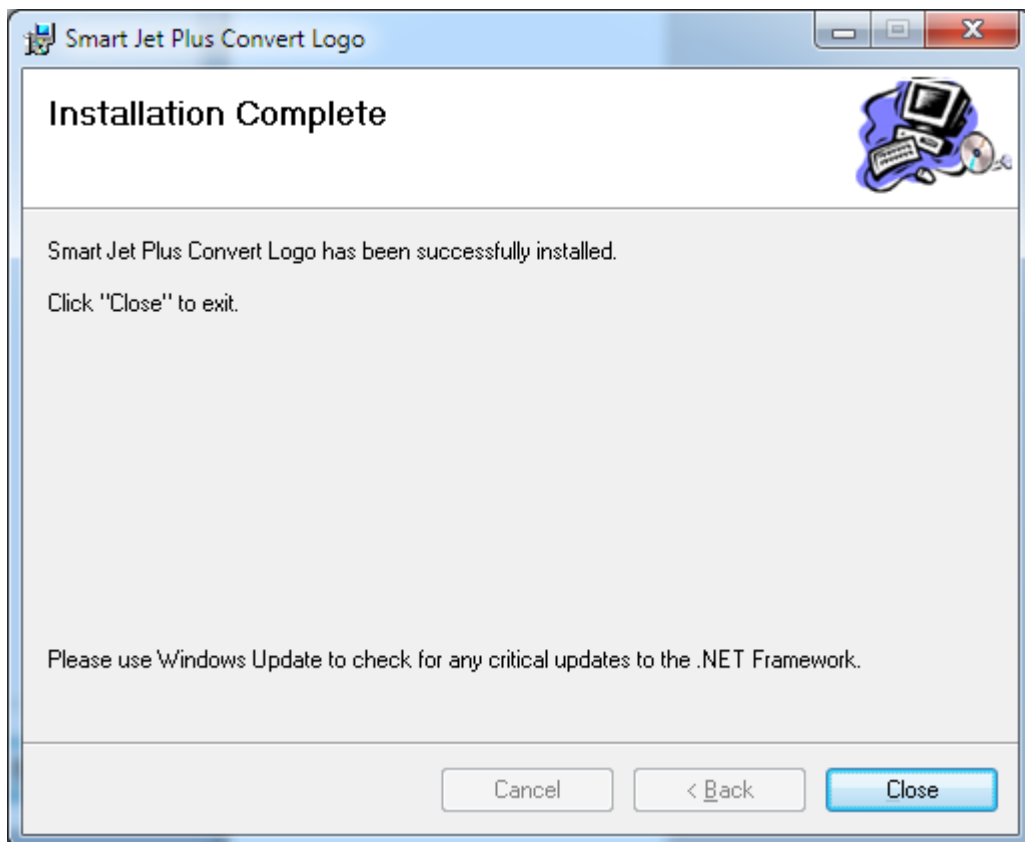 Smart Jet Plus Convert Logo
Installation Complete
Smart Jet Plus Convert Logo has been successfully installed.
Click "Close" to exit.
Please use Windows Update to check for any critical updates to the .NET Framework.
Cancel
< Back
Close